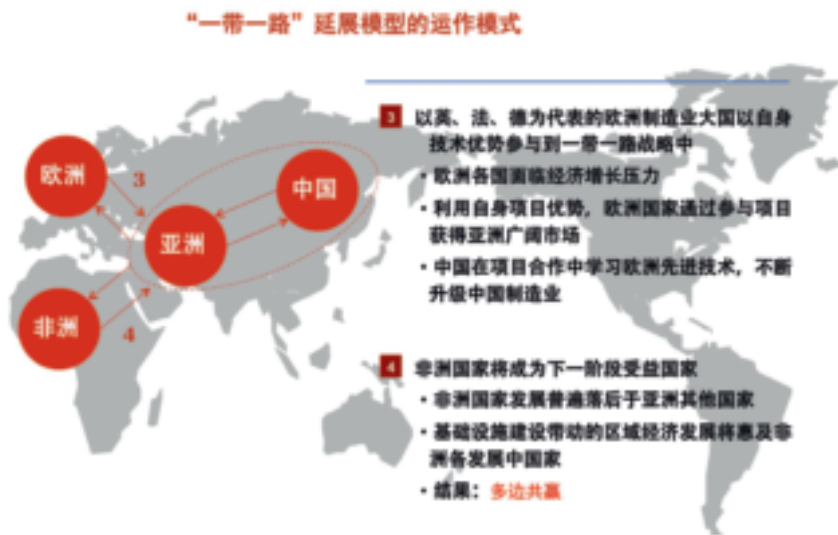 “一带一路”延展模型的运作模式
欧洲
3
中国
亚洲
非洲
4
3 以英、法、德为代表的欧洲制造业大国以自身
技术优势参与到一带一路战略中
·欧洲各国面临经济增长压力
·利用自身项目优势，欧洲国家通过参与项目
获得亚洲广阔市场
·中国在项目合作中学习欧洲先进技术，不断
升级中国制造业
4 非洲国家将成为下一阶段受益国家
·非洲国家发展普遍落后于亚洲其他国家
·基础设施建设带动的区域经济发展将惠及非
洲各发展中国家
·结果：多边共赢